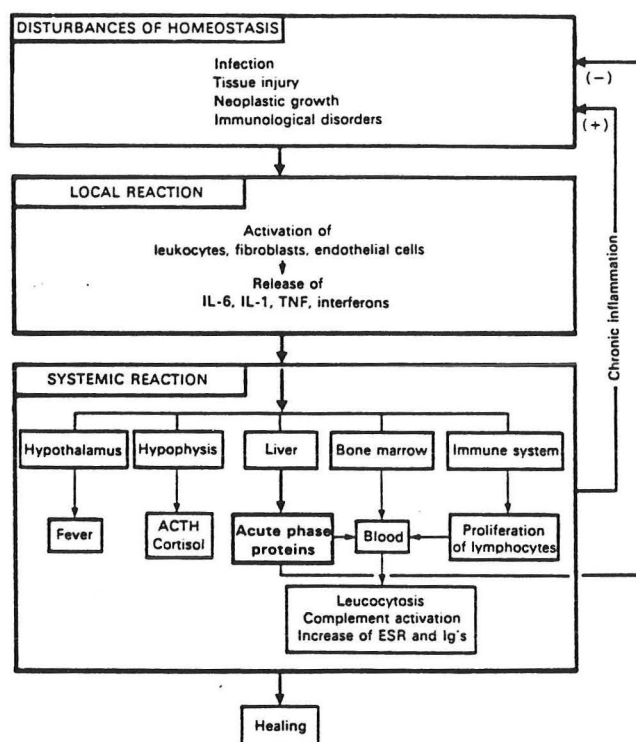 DISTURBANCES OF HOMEOSTASIS
Infection
Tissue injury
Neoplastic growth
Immunological disorders
(−)
(+)
LOCAL REACTION
Activation of
leukocytes, fibroblasts, endothelial cells
Release of
IL-6, IL-1, TNF, interferons
Chronic inflammation
SYSTEMIC REACTION
Hypothalamus
Hypophysis
Liver
Bone marrow
Immune system
Fever
ACTH
Cortisol
Acute phase
proteins
Blood
Proliferation
of lymphocytes
Leucocytosis
Complement activation
Increase of ESR and Ig's
Healing